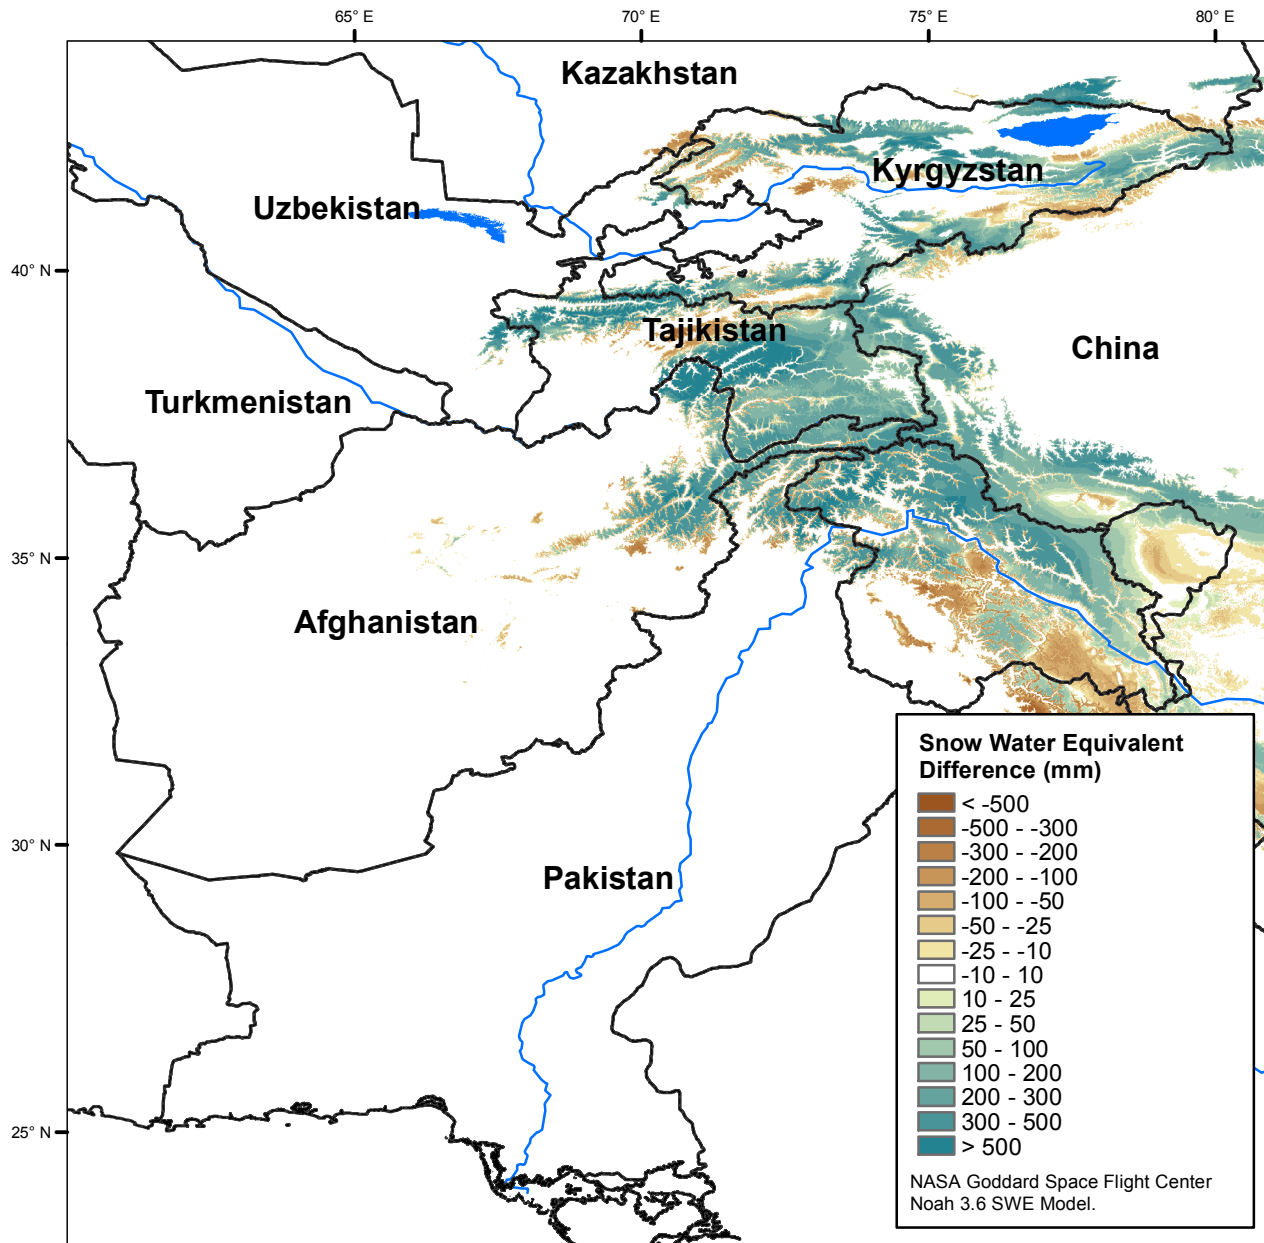 65° E
70° E
75° E
80° E
Kazakhstan
Kyrgyzstan
Uzbekistan
40° N
Tajikistan
China
Turkmenistan
35° N
Afghanistan
30° N
Pakistan
25° N
Snow Water Equivalent
Difference (mm)
< -500
-500 - -300
-300 - -200
-200 - -100
-100 - -50
-50 - -25
-25 - -10
-10 - 10
10 - 25
25 - 50
50 - 100
100 - 200
200 - 300
300 - 500
> 500
NASA Goddard Space Flight Center
Noah 3.6 SWE Model.